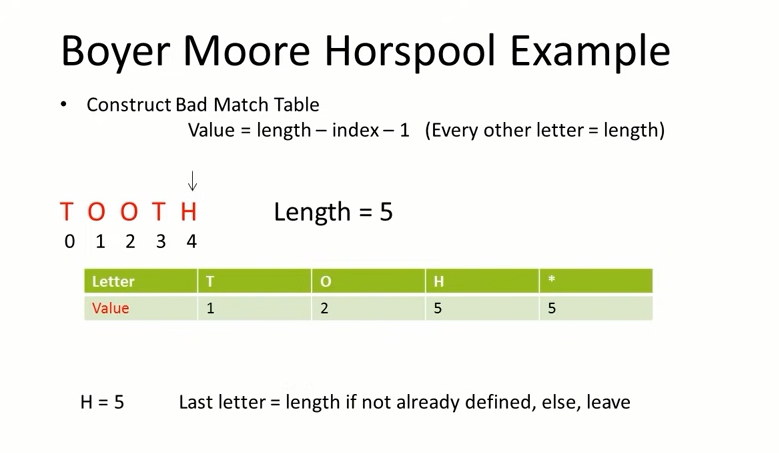 Boyer Moore Horspool Example
• Construct Bad Match Table
Value = length – index – 1 (Every other letter = length)
T O O T H
Length = 5
0 1 2 3 4
Letter T O H *
Value 1 2 5 5
H = 5 Last letter = length if not already defined, else, leave